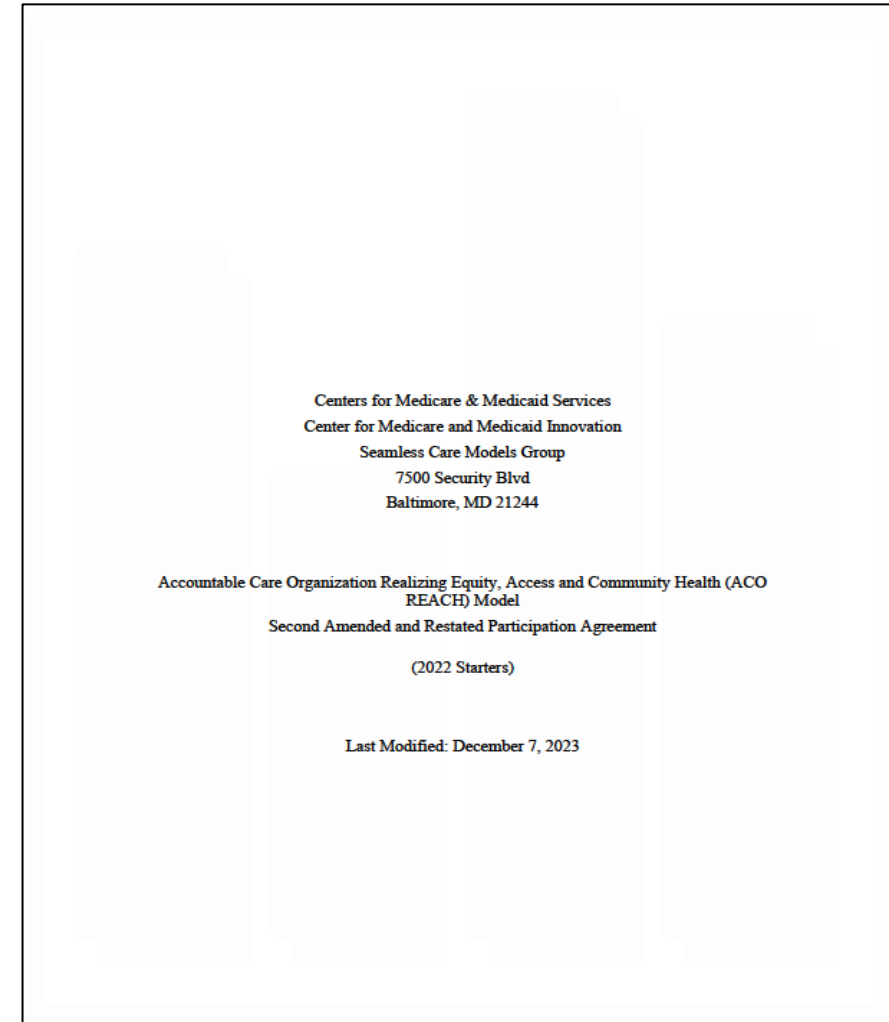 Centers for Medicare & Medicaid Services
Center for Medicare and Medicaid Innovation
Seamless Care Models Group
7500 Security Blvd
Baltimore, MD 21244
Accountable Care Organization Realizing Equity, Access and Community Health (ACO
REACH) Model
Second Amended and Restated Participation Agreement
(2022 Starters)
Last Modified: December 7, 2023